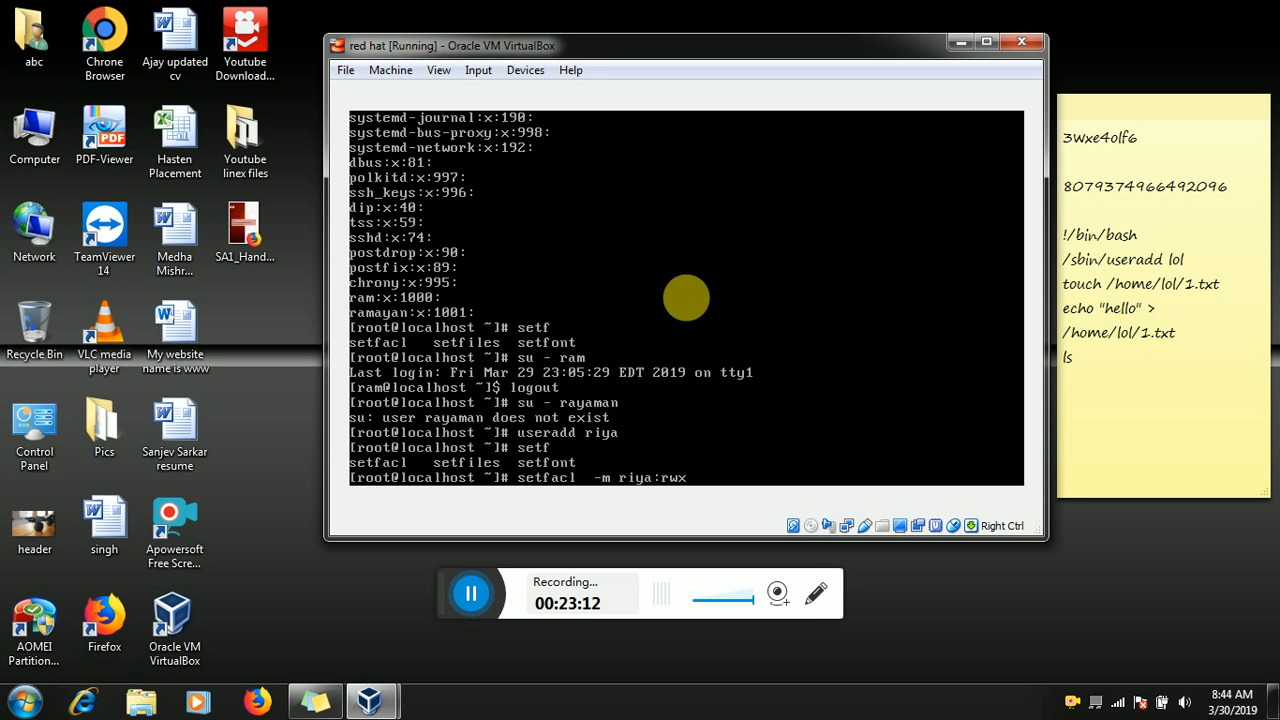 abc
Chrome
Browser
Ajay updated
cv
Youtube
Download...
Computer
PDF-Viewer
Hasten
Placement
Youtube
linex files
Network
TeamViewer
14
Medha
Mishr...
SA1_Hand...
Recycle Bin
VLC media
player
My website
name is www
Control
Panel
Pics
Sanjev Sarkar
resume
header
singh
Apowersoft
Free Scre...
AOMEI
Partition...
Firefox
Oracle VM
VirtualBox
red hat [Running] - Oracle VM VirtualBox
File Machine View Input Devices Help
systemd-journal:x:190:
systemd-bus-proxy:x:998:
systemd-network:x:192:
dbus:x:81:
polkitd:x:997:
ssh_keys:x:996:
dip:x:40:
tss:x:59:
sshd:x:74:
postdrop:x:90:
postfix:x:89:
chrony:x:995:
ram:x:1000:
ramayan:x:1001:
[root@localhost ~]# setf
setfacl setfiles setfont
[root@localhost ~]# su - ram
Last login: Fri Mar 29 23:05:29 EDT 2019 on tty1
[ram@localhost ~]$ logout
[root@localhost ~]# su - rayaman
su: user rayaman does not exist
[root@localhost ~]# useradd riya
[root@localhost ~]# setf
setfacl setfiles setfont
[root@localhost ~]# setfacl -m riya:rwx
Right Ctrl
3Wxe4olf6
8079374966492096
!/bin/bash
/sbin/useradd lol
touch /home/lol/1.txt
echo "hello" >
/home/lol/1.txt
ls
Recording...
00:23:12
8:44 AM
3/30/2019